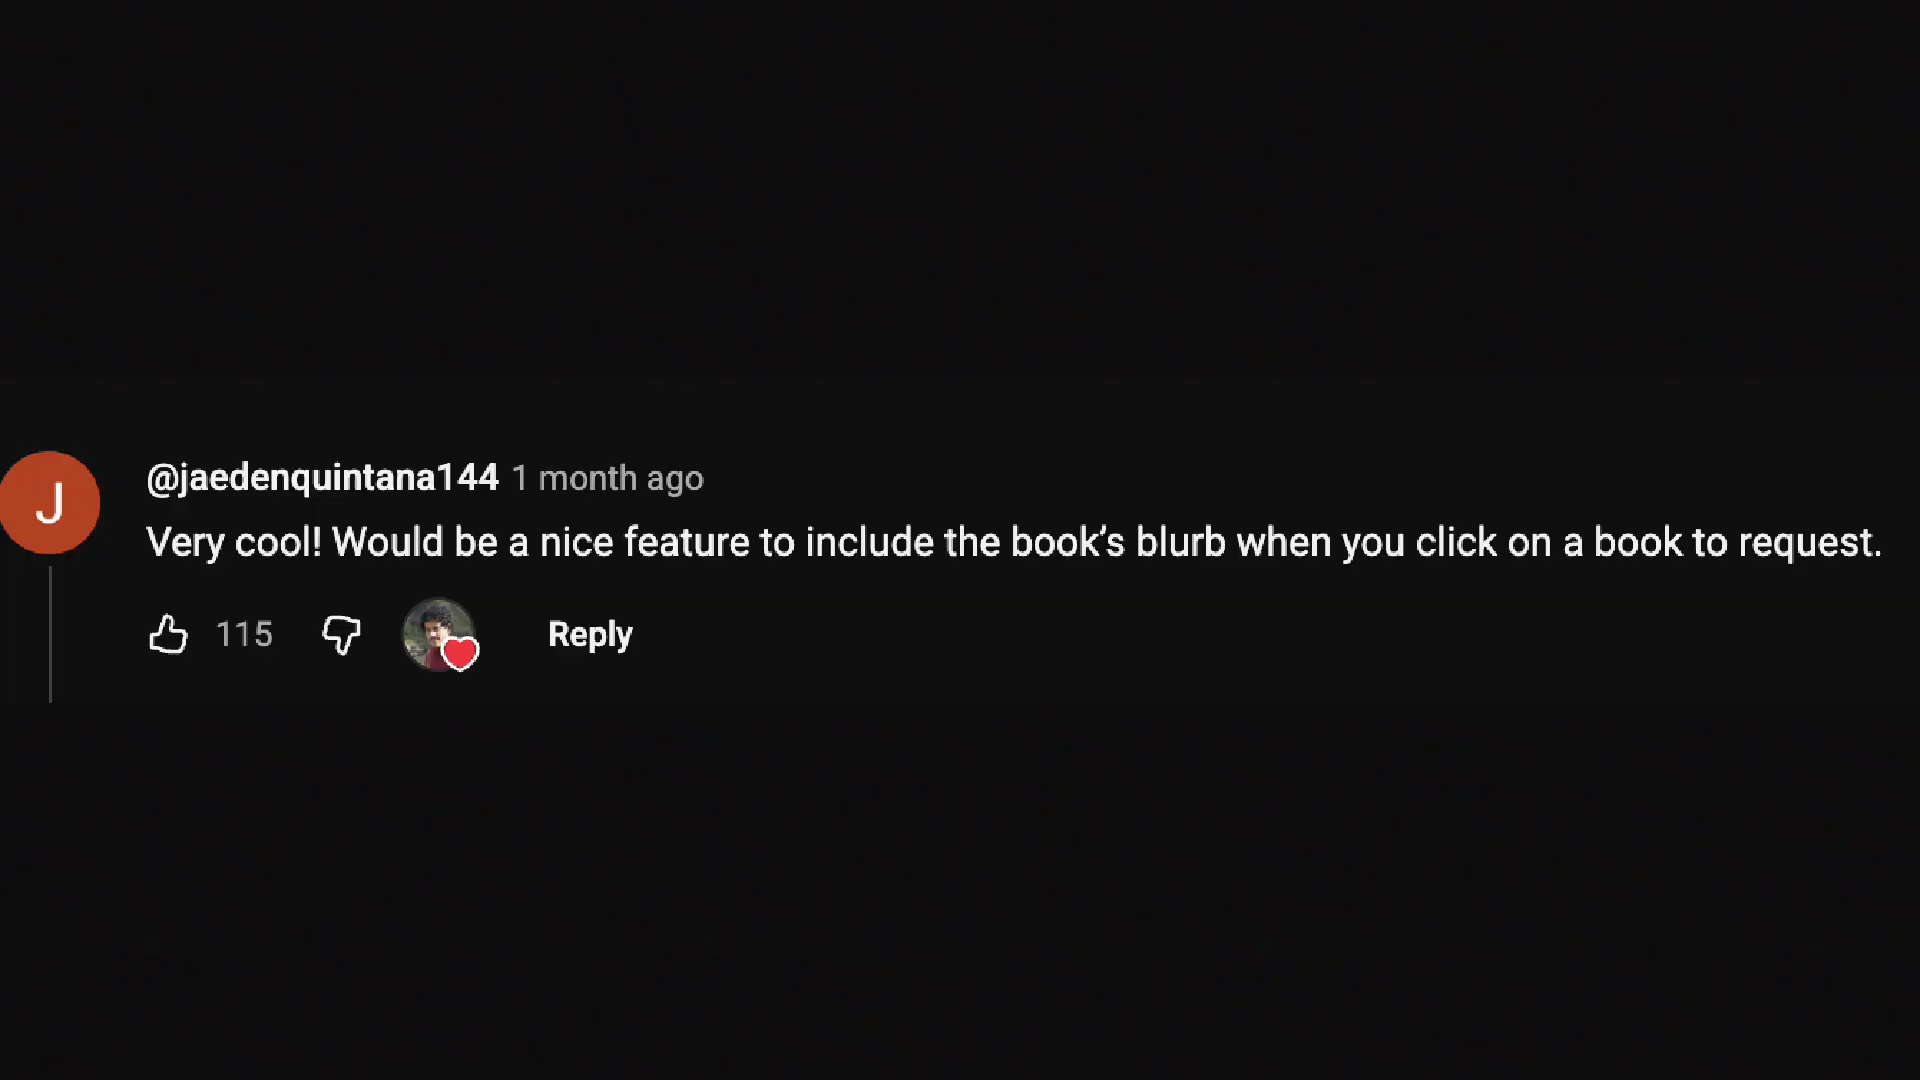 J
@jaedenquintana144 1 month ago
Very cool! Would be a nice feature to include the book’s blurb when you click on a book to request.
115 Reply